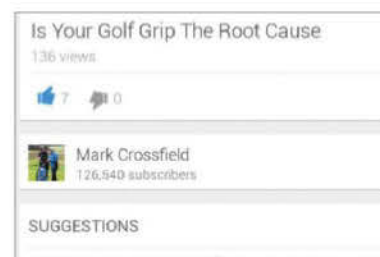 Is Your Golf Grip The Root Cause
136 views
7 0
Mark Crossfield
126,540 subscribers
SUGGESTIONS